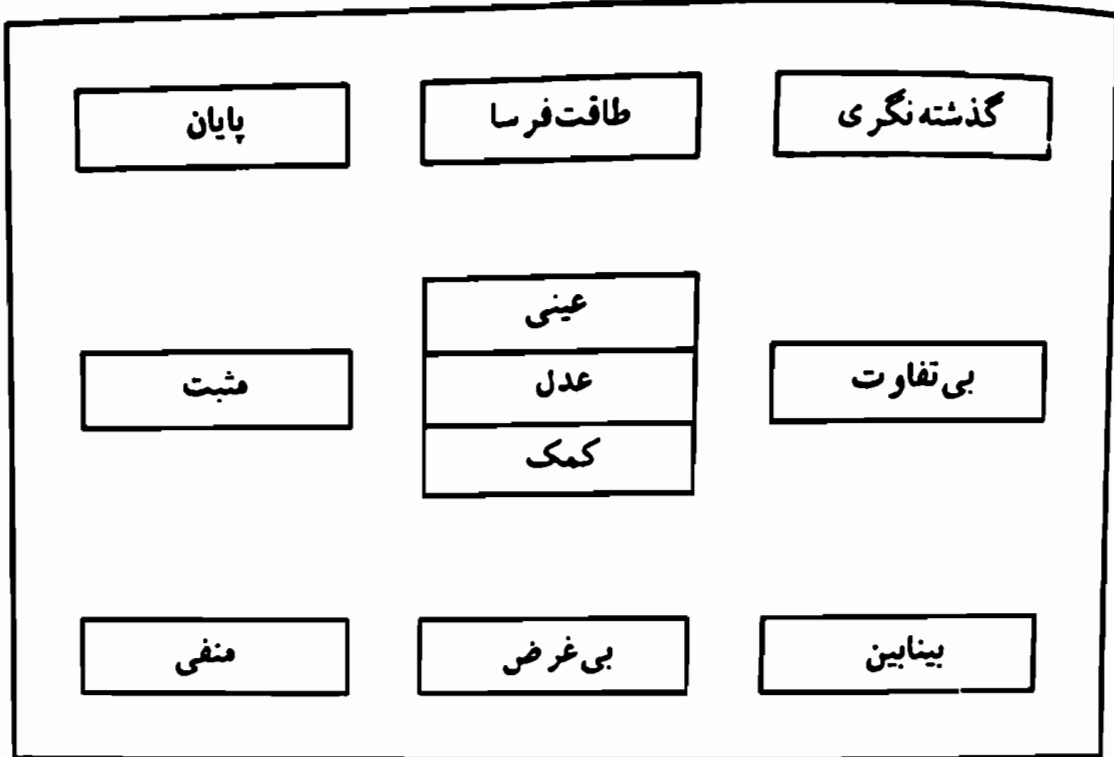 گذشته‌نگری
طاقت‌فرسا
پایان
عینی
بی‌تفاوت
عدل
مثبت
کمک
بینابین
بی‌غرض
منفی